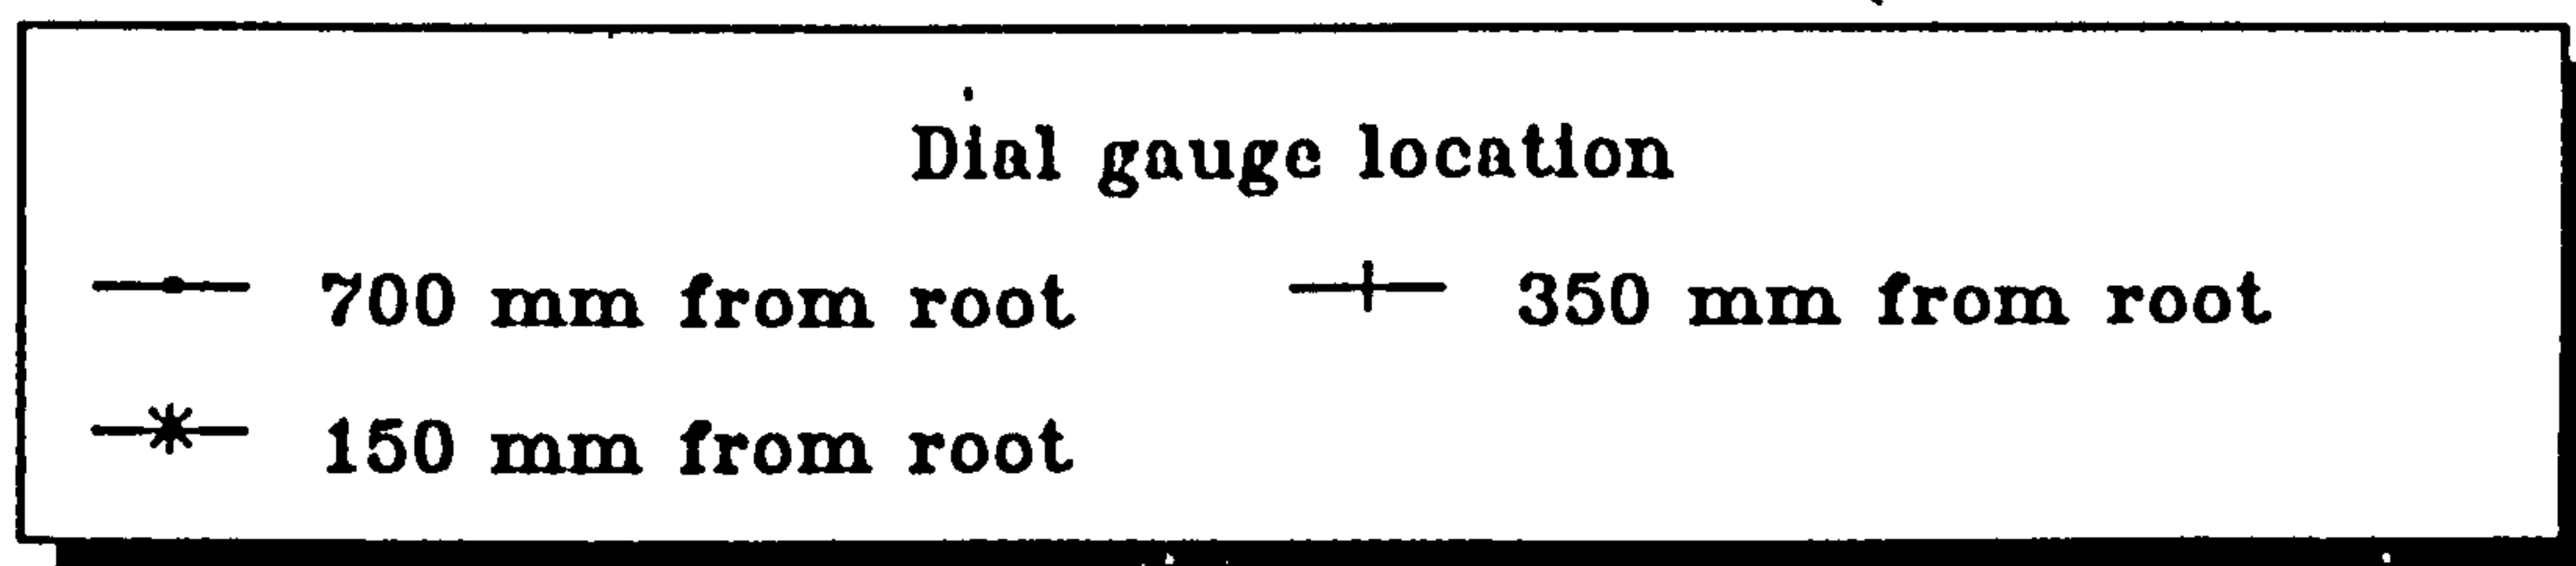 Dial gauge location
700 mm from root 350 mm from root
150 mm from root